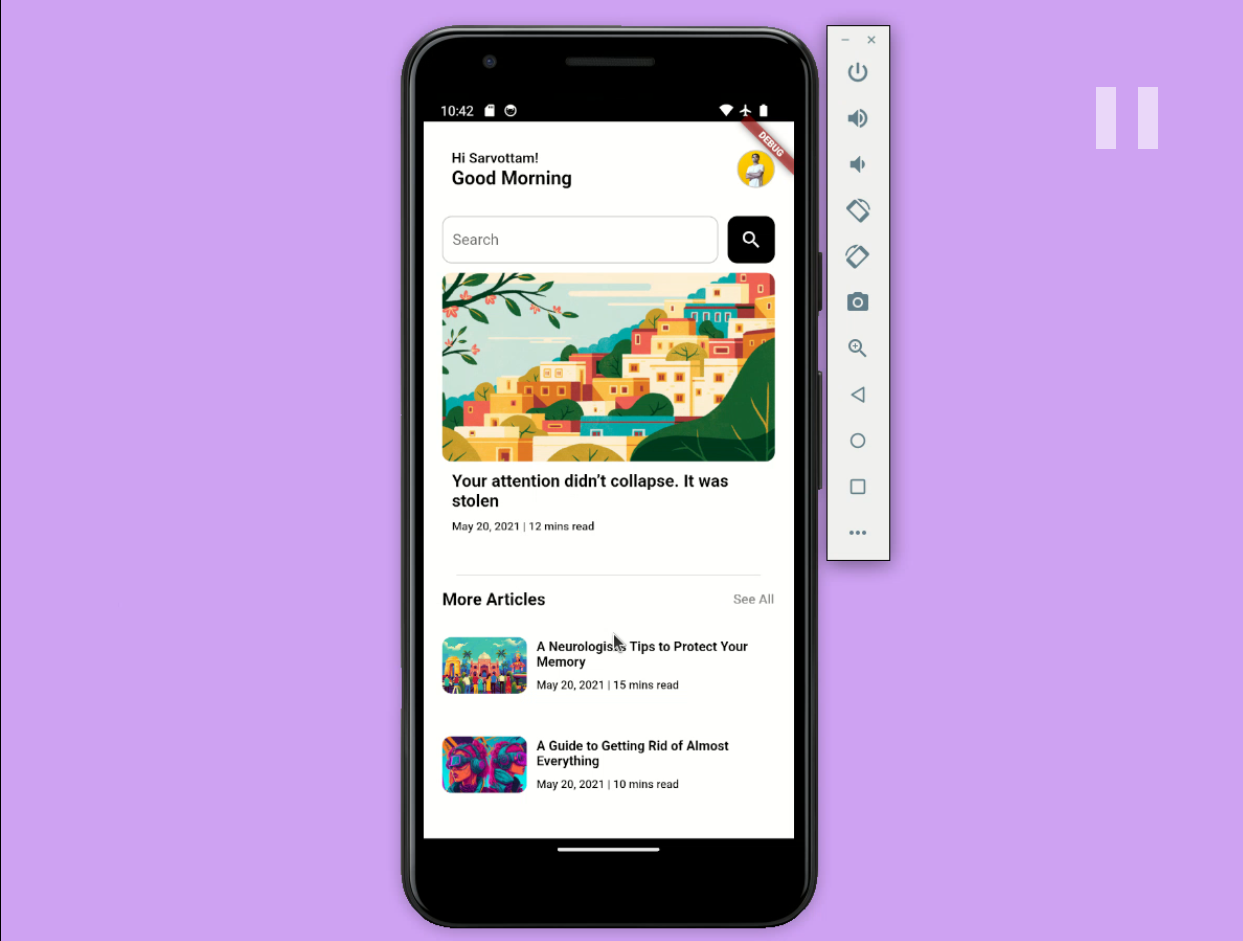 10:42
DEBUG
Hi Sarvottam!
Good Morning
Search
Your attention didn’t collapse. It was
stolen
May 20, 2021 | 12 mins read
More Articles
See All
A Neurologist's Tips to Protect Your
Memory
May 20, 2021 | 15 mins read
A Guide to Getting Rid of Almost
Everything
May 20, 2021 | 10 mins read